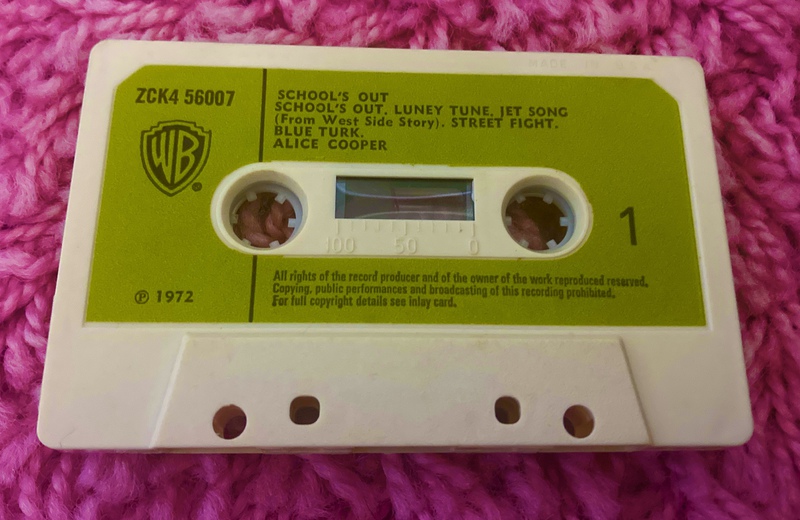 MADE IN
ZCK4 56007
SCHOOL'S OUT
SCHOOL'S OUT, LUNEY TUNE, JET SONG
(From West Side Story). STREET FIGHT.
BLUE TURK.
ALICE COOPER
WB
®
100 50 0
1
℗ 1972
All rights of the record producer and of the owner of the work reproduced reserved.
Copying, public performances and broadcasting of this recording prohibited.
For full copyright details see inlay card.